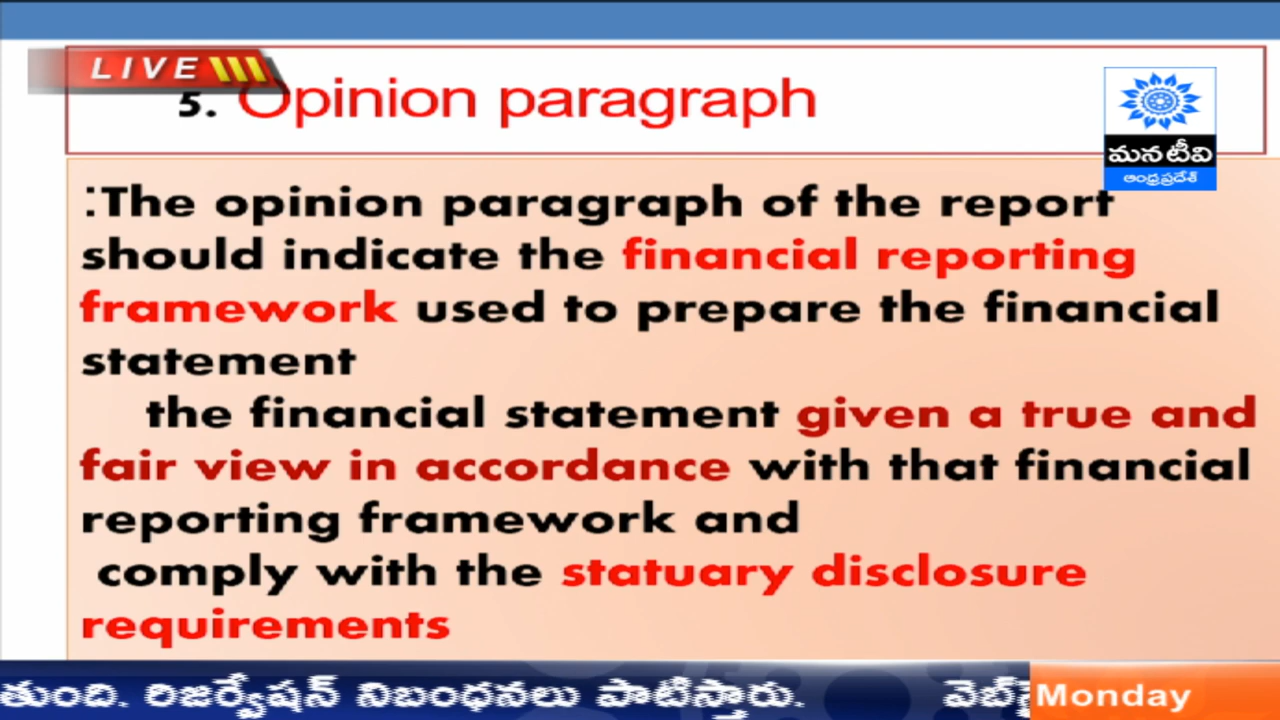 LIVE
5. Opinion paragraph
మన టీవి
ఆంధ్రప్రదేశ్
:The opinion paragraph of the report
should indicate the financial reporting
framework used to prepare the financial
statement
the financial statement given a true and
fair view in accordance with that financial
reporting framework and
comply with the statuary disclosure
requirements
తుంది. రిజర్వేషన్ నిబంధనలు పాటిస్తారు.
Monday